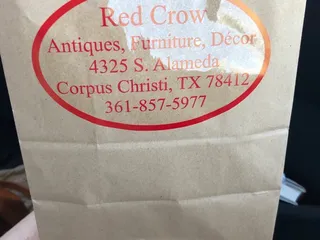 Red Crow
Antiques, Furniture, Décor
4325 S. Alameda
Corpus Christi, TX 78412
361-857-5977